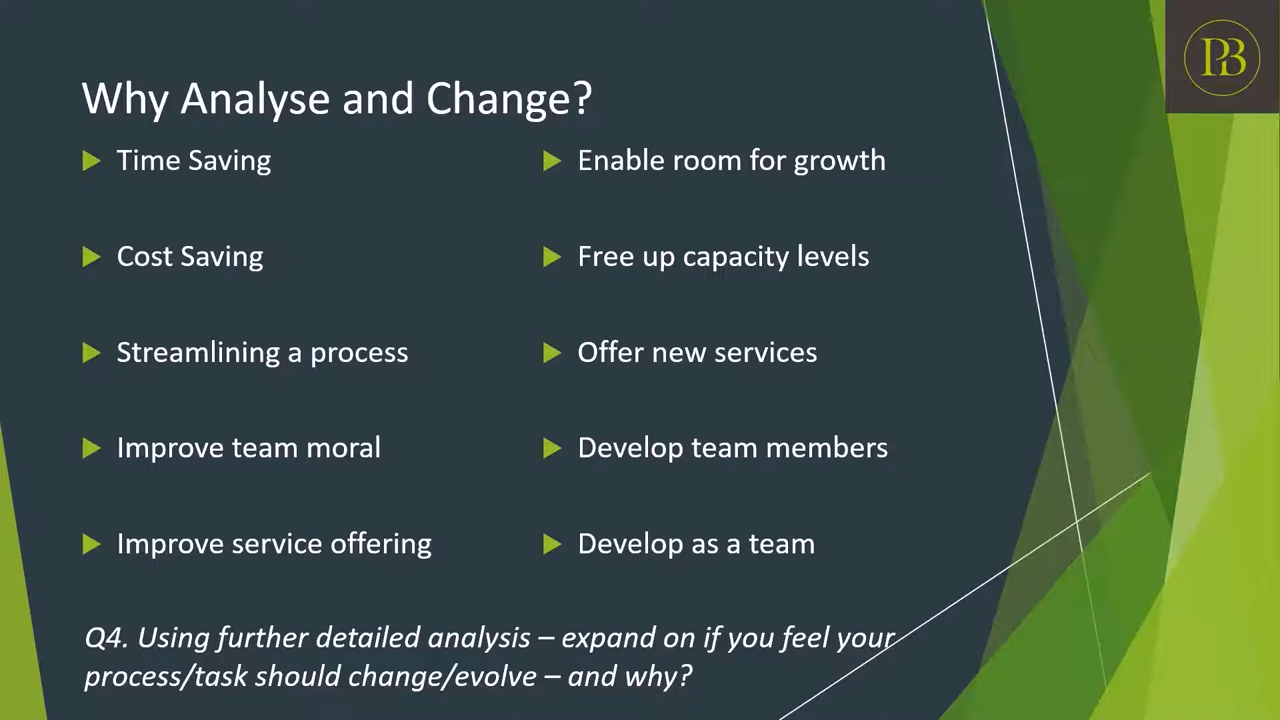 PB
Why Analyse and Change?
Time Saving
Cost Saving
Streamlining a process
Improve team moral
Improve service offering
Enable room for growth
Free up capacity levels
Offer new services
Develop team members
Develop as a team
Q4. Using further detailed analysis – expand on if you feel your
process/task should change/evolve – and why?